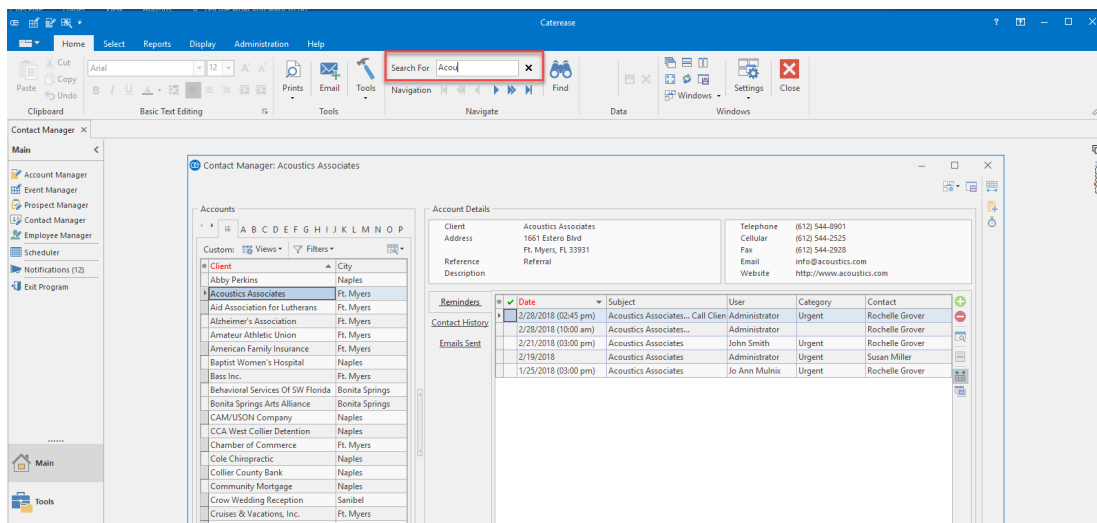 Caterease
Home Select Reports Display Administration Help
Cut
Copy
Paste Undo
Arial 12
Prints Email Tools
Search For Acou
Navigation
Find
Windows
Settings Close
Clipboard Basic Text Editing Tools Navigate Data Windows
Contact Manager
Main
Account Manager
Event Manager
Prospect Manager
Contact Manager
Employee Manager
Scheduler
Notifications (12)
Exit Program
Main
Tools
Contact Manager: Acoustics Associates
Accounts
A B C D E F G H I J K L M N O P
Custom: Views Filters
Client City
Abby Perkins Naples
Acoustics Associates Ft. Myers
Aid Association for Lutherans Ft. Myers
Alzheimer's Association Ft. Myers
Amateur Athletic Union Ft. Myers
American Family Insurance Ft. Myers
Baptist Women's Hospital Naples
Bass Inc. Ft. Myers
Behavioral Services Of SW Florida Bonita Springs
Bonita Springs Arts Alliance Bonita Springs
CAM/USON Company Naples
CCA West Collier Detention Naples
Chamber of Commerce Ft. Myers
Cole Chiropractic Naples
Collier County Bank Naples
Community Mortgage Naples
Crow Wedding Reception Sanibel
Cruises & Vacations, Inc. Ft. Myers
Account Details
Client Acoustics Associates
Address 1661 Estero Blvd
Ft. Myers, FL 33931
Reference Referral
Description
Telephone (612) 544-8901
Cellular (612) 544-2525
Fax (612) 544-2928
Email info@acoustics.com
Website http://www.acoustics.com
Reminders
Contact History
Emails Sent
Date Subject User Category Contact
2/28/2018 (02:45 pm) Acoustics Associates... Call Clien Administrator Urgent Rochelle Grover
2/28/2018 (10:00 am) Acoustics Associates... Administrator Rochelle Grover
2/21/2018 (03:00 pm) Acoustics Associates John Smith Urgent Rochelle Grover
2/19/2018 Acoustics Associates Administrator Urgent Susan Miller
1/25/2018 (03:00 pm) Acoustics Associates Jo Ann Mulnix Urgent Rochelle Grover